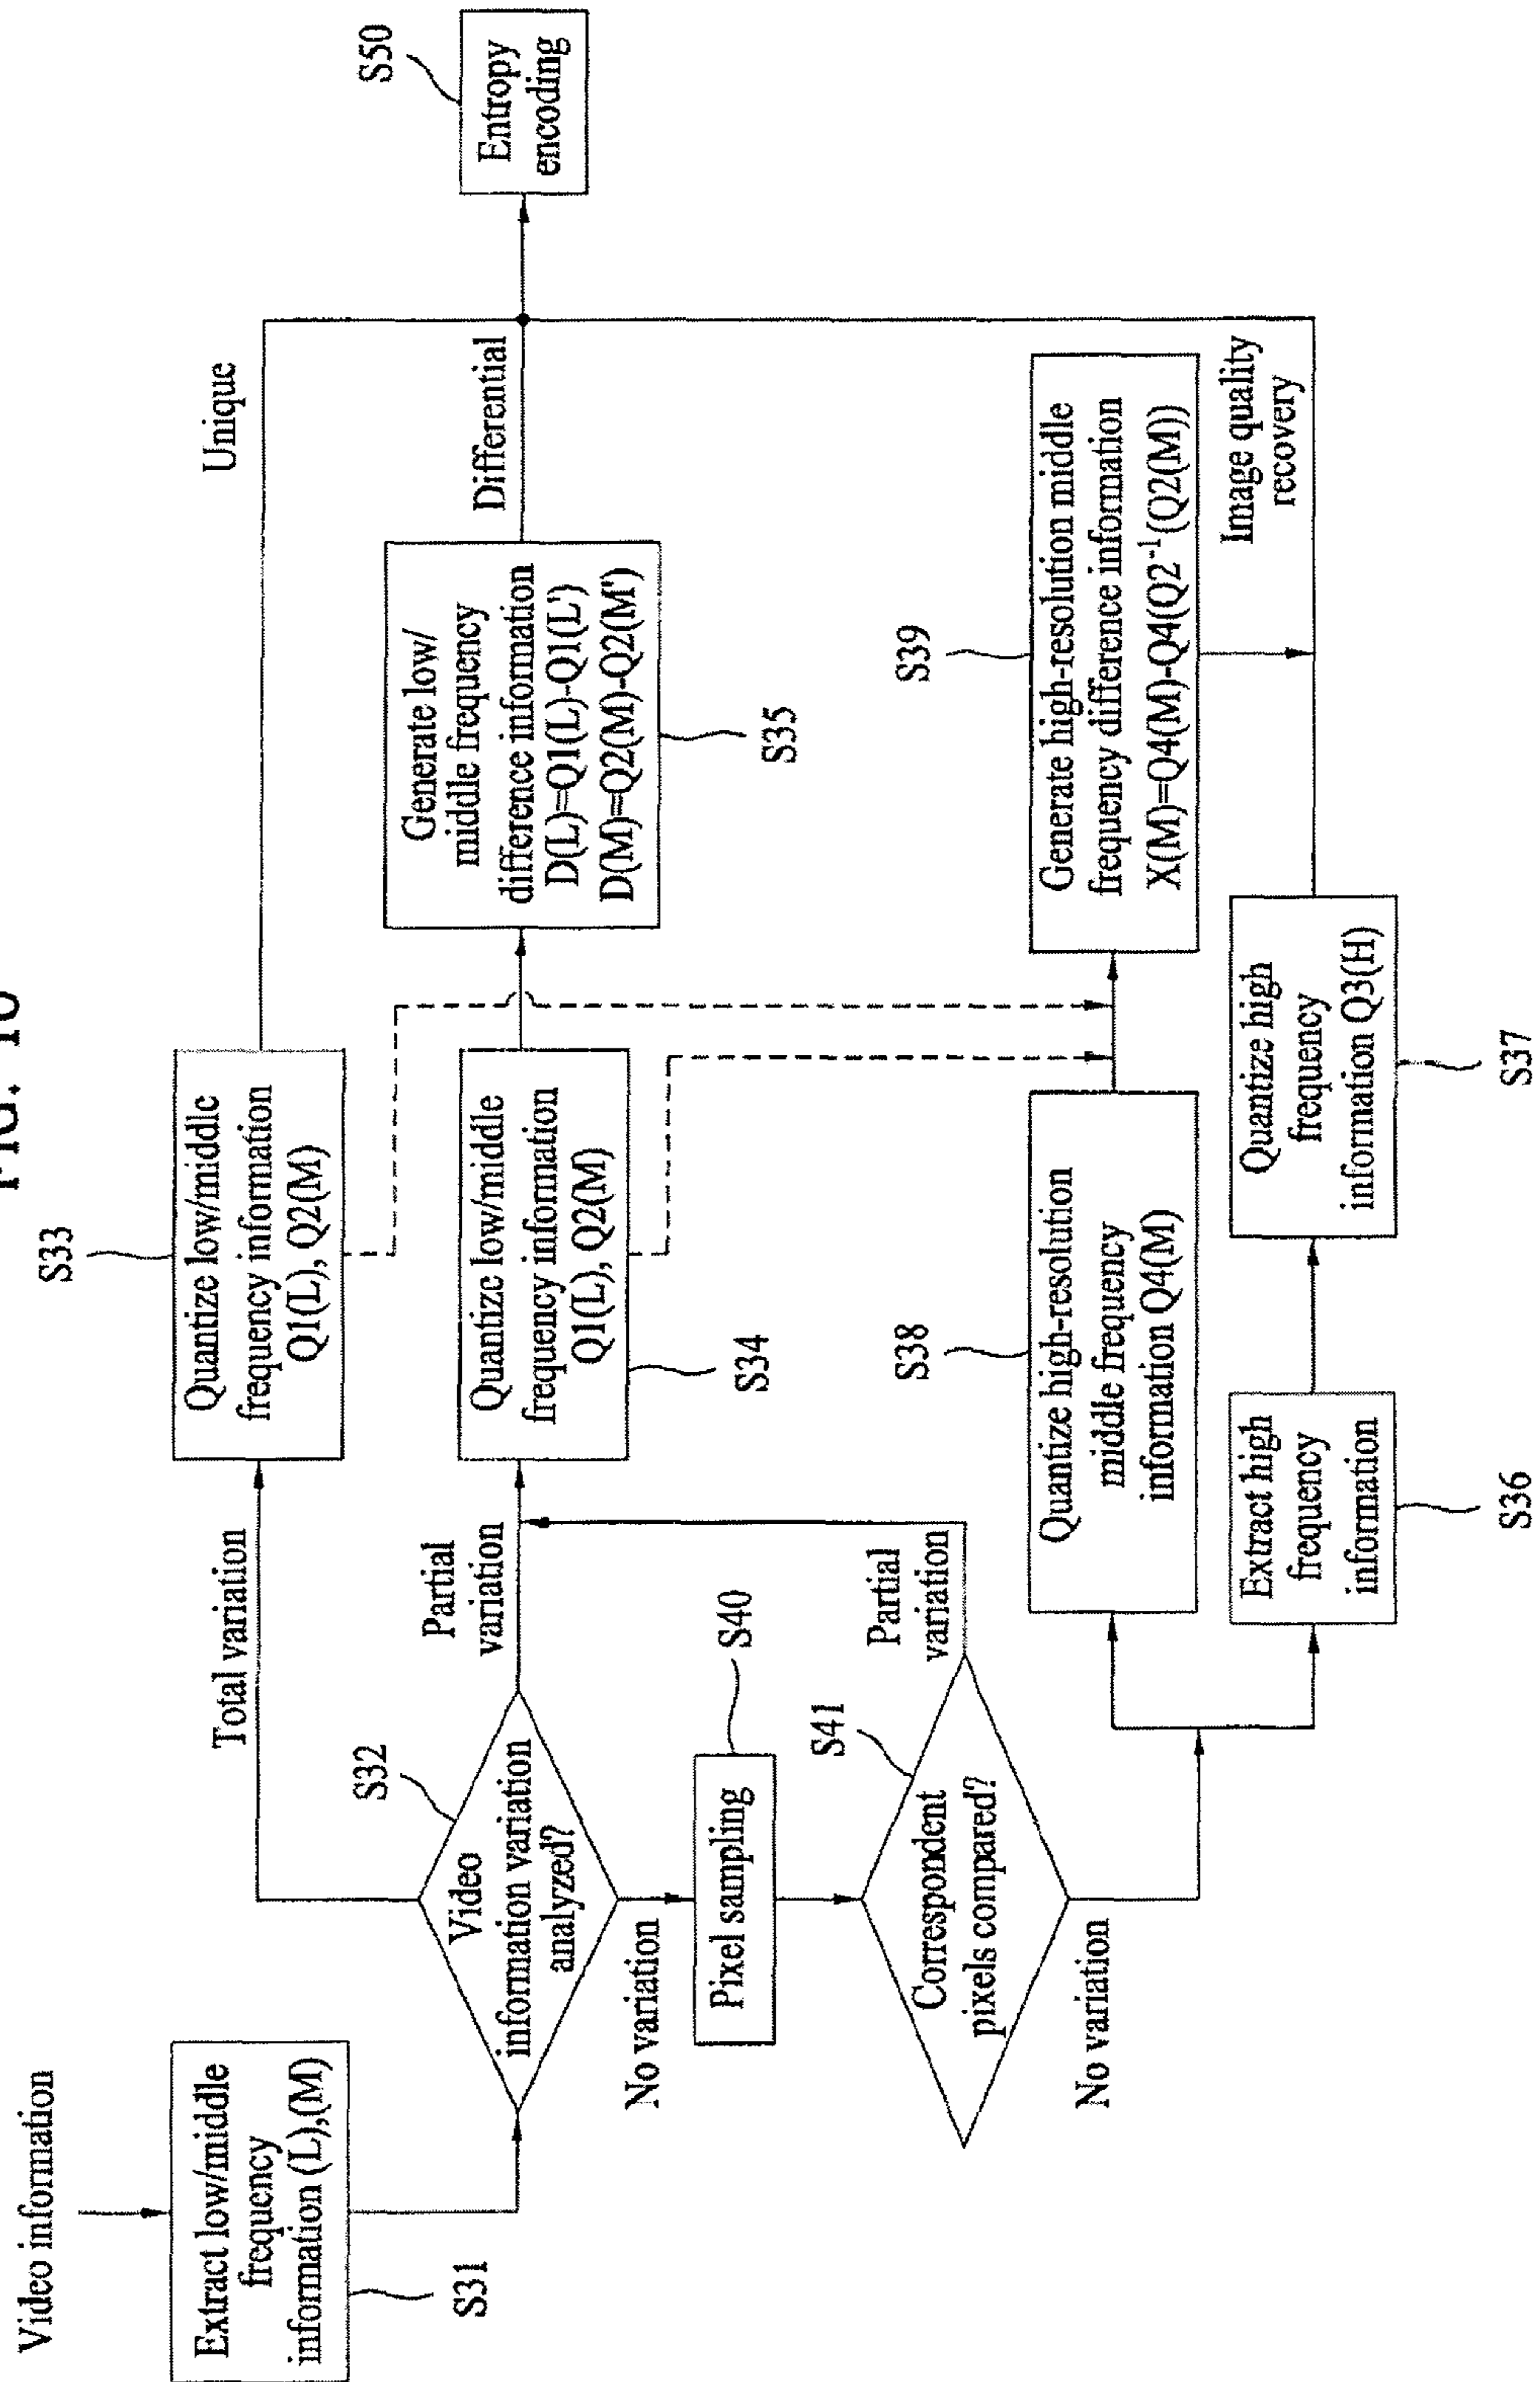 FIG. 10
Video information
Extract low/middle
frequency
information (L),(M)
S31
Video
information variation
analyzed?
S32
Total variation
Partial
variation
No variation
Pixel sampling
S40
Correspondent
pixels compared?
S41
Partial
variation
No variation
S33
Quantize low/middle
frequency information
Q1(L), Q2(M)
Quantize low/middle
frequency information
Q1(L), Q2(M)
S34
Generate low/
middle frequency
difference information
D(L)=Q1(L)-Q1(L')
D(M)=Q2(M)-Q2(M')
S35
S38
Quantize high-resolution
middle frequency
information Q4(M)
Extract high
frequency
information
S36
Quantize high
frequency
information Q3(H)
S37
S39
Generate high-resolution middle
frequency difference information
X(M)=Q4(M)-Q4(Q2⁻¹(Q2(M))
Unique
Differential
Image quality
recovery
Entropy
encoding
S50